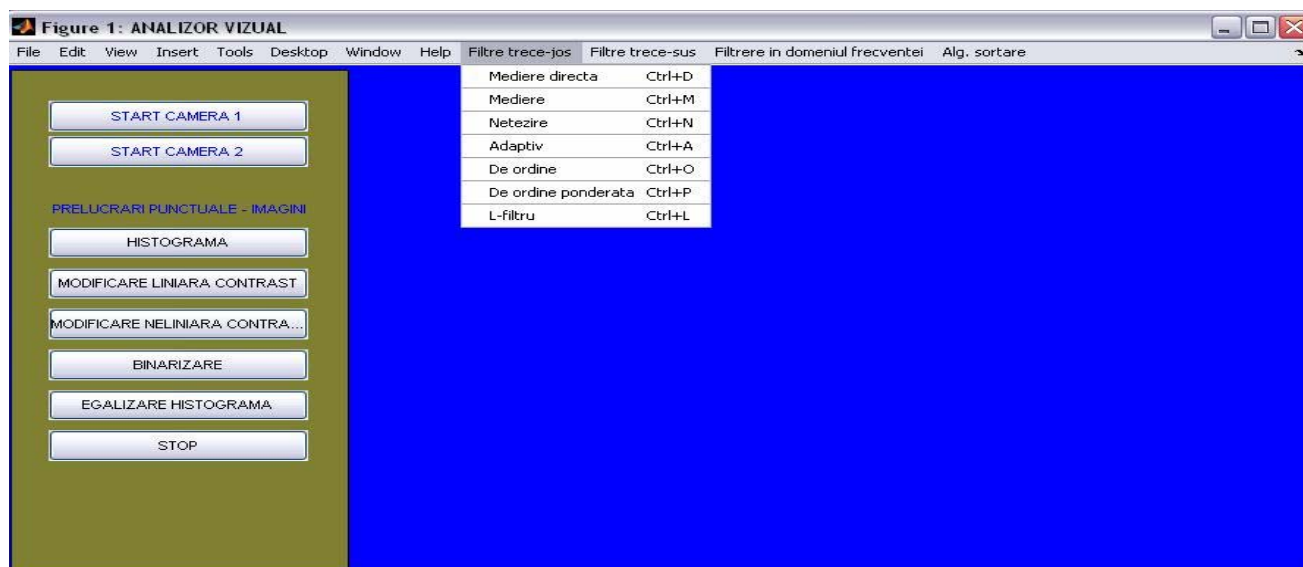 Figure 1: ANALIZOR VIZUAL
File Edit View Insert Tools Desktop Window Help Filtre trece-jos Filtre trece-sus Filtrere in domeniul frecventei Alg. sortare
Mediere directa Ctrl+D
Mediere Ctrl+M
Netezire Ctrl+N
Adaptiv Ctrl+A
De ordine Ctrl+O
De ordine ponderata Ctrl+P
L-filtru Ctrl+L
START CAMERA 1
START CAMERA 2
PRELUCRARI PUNCTUALE - IMAGINI
HISTOGRAMA
MODIFICARE LINIARA CONTRAST
MODIFICARE NELINIARA CONTRA...
BINARIZARE
EGALIZARE HISTOGRAMA
STOP